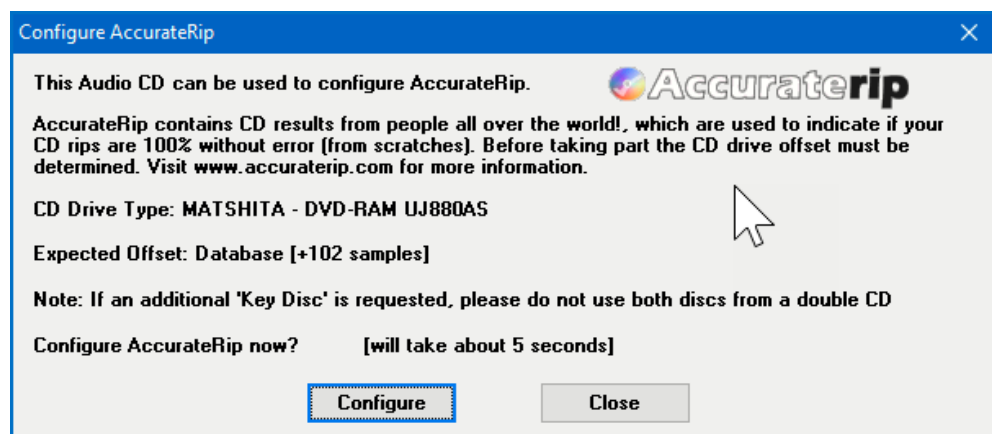 Configure AccurateRip
This Audio CD can be used to configure AccurateRip.
Accuraterip
AccurateRip contains CD results from people all over the world!, which are used to indicate if your
CD rips are 100% without error (from scratches). Before taking part the CD drive offset must be
determined. Visit www.accuraterip.com for more information.
CD Drive Type: MATSHITA - DVD-RAM UJ880AS
Expected Offset: Database [+102 samples]
Note: If an additional 'Key Disc' is requested, please do not use both discs from a double CD
Configure AccurateRip now? [will take about 5 seconds]
Configure Close